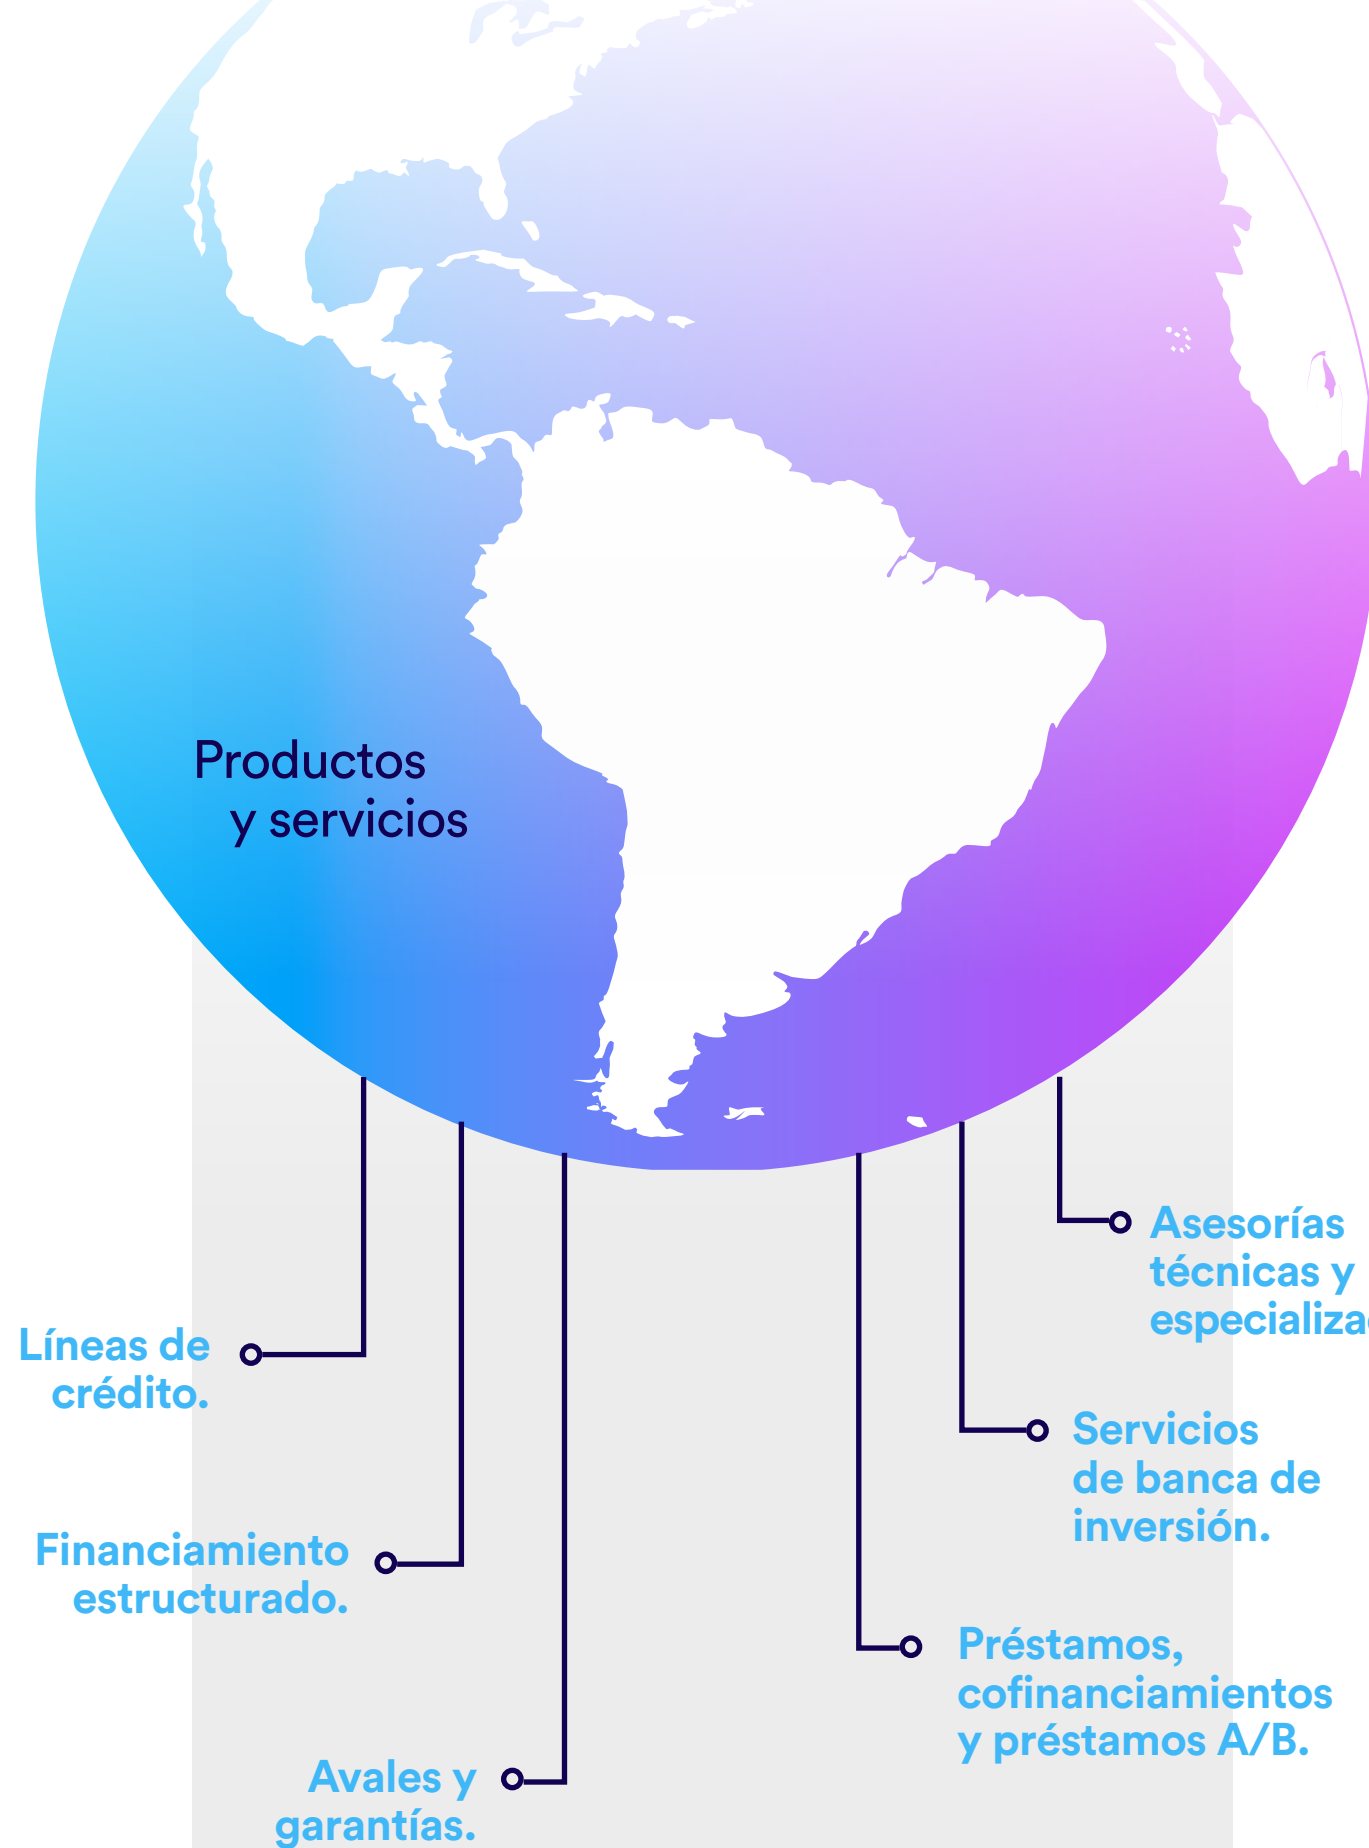 Productos
y servicios
Líneas de
crédito.
Financiamiento
estructurado.
Avales y
garantías.
Asesorías
técnicas y
Servicios
de banca de
inversión.
Préstamos,
cofinanciamientos
y préstamos A/B.